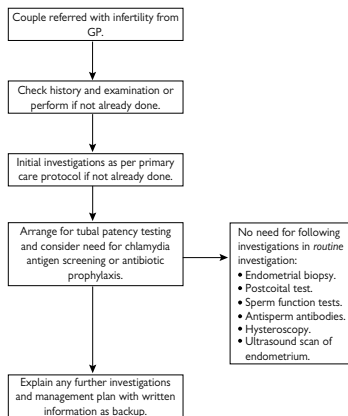 Couple referred with infertility from
GP.
Check history and examination or
perform if not already done.
Initial investigations as per primary
care protocol if not already done.
Arrange for tubal patency testing
and consider need for chlamydia
antigen screening or antibiotic
prophylaxis.
No need for following
investigations in routine
investigation:
• Endometrial biopsy.
• Postcoital test.
• Sperm function tests.
• Antisperm antibodies.
• Hysteroscopy.
• Ultrasound scan of
endometrium.
Explain any further investigations
and management plan with written
information as backup.